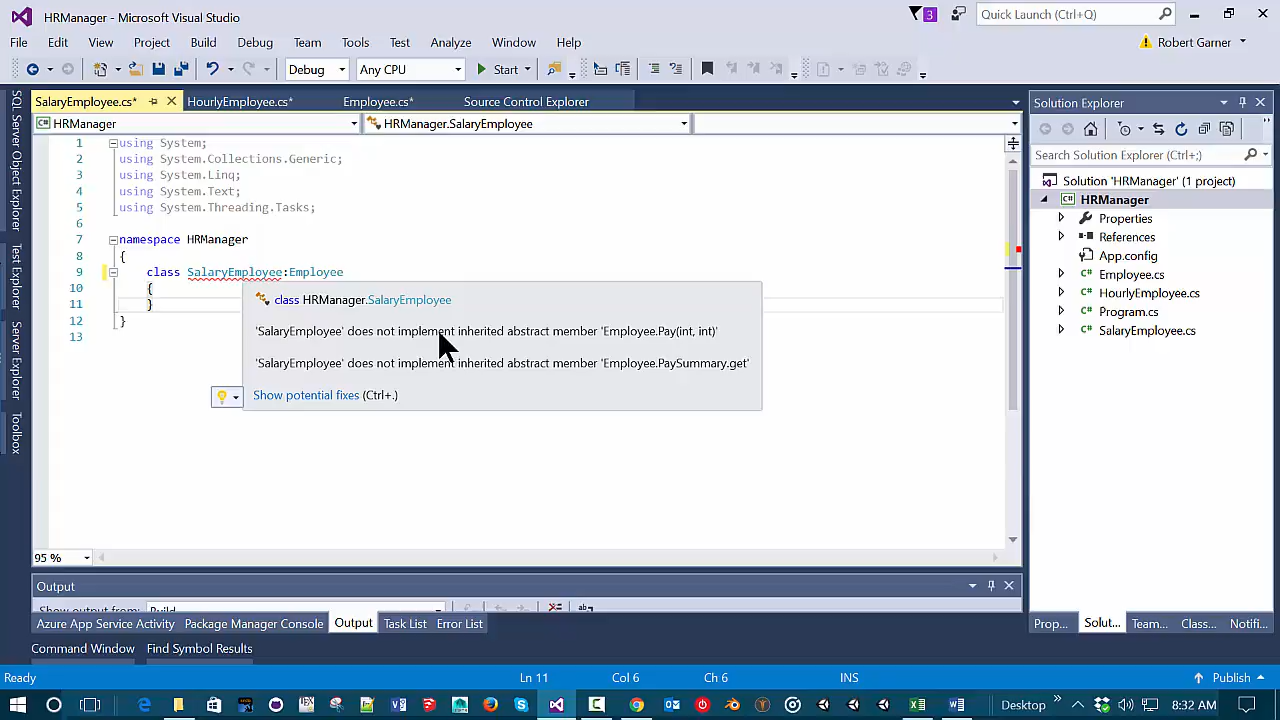 HRManager - Microsoft Visual Studio
3
Quick Launch (Ctrl+Q)
File Edit View Project Build Debug Team Tools Test Analyze Window Help
Robert Garner
Debug Any CPU Start
SalaryEmployee.cs* HourlyEmployee.cs* Employee.cs* Source Control Explorer
HRManager HRManager.SalaryEmployee
SQL Server Object Explorer
Server Explorer
Test Explorer
Toolbox
1 using System;
2 using System.Collections.Generic;
3 using System.Linq;
4 using System.Text;
5 using System.Threading.Tasks;
6
7 namespace HRManager
8 {
9 class SalaryEmployee:Employee
10 {
11 }
12 }
13
class HRManager.SalaryEmployee
'SalaryEmployee' does not implement inherited abstract member 'Employee.Pay(int, int)'
'SalaryEmployee' does not implement inherited abstract member 'Employee.PaySummary.get'
Show potential fixes (Ctrl+.)
95 %
Solution Explorer
Search Solution Explorer (Ctrl+;)
Solution 'HRManager' (1 project)
HRManager
Properties
References
App.config
Employee.cs
HourlyEmployee.cs
Program.cs
SalaryEmployee.cs
Prop... Solut... Team... Class... Notifi...
Output
Show output from: Build
Azure App Service Activity Package Manager Console Output Task List Error List
Command Window Find Symbol Results
Ready Ln 11 Col 6 Ch 6 INS Publish
Desktop 8:32 AM